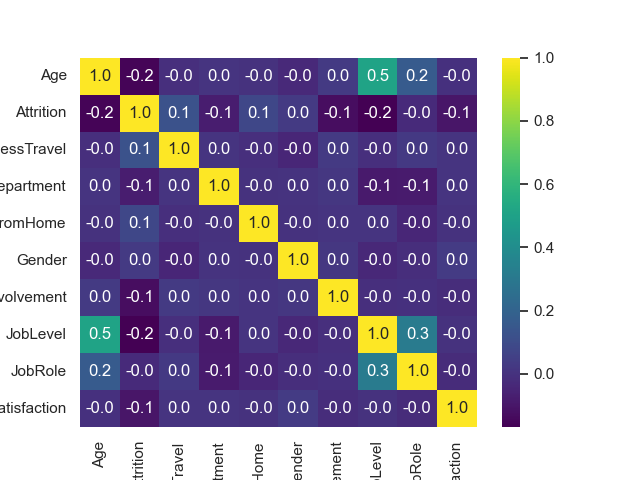 Age 1.0 -0.2 -0.0 0.0 -0.0 -0.0 0.0 0.5 0.2 -0.0
Attrition -0.2 1.0 0.1 -0.1 0.1 0.0 -0.1 -0.2 -0.0 -0.1
essTravel -0.0 0.1 1.0 0.0 -0.0 -0.0 0.0 -0.0 0.0 0.0
epartment 0.0 -0.1 0.0 1.0 -0.0 0.0 0.0 -0.1 -0.1 0.0
romHome -0.0 0.1 -0.0 -0.0 1.0 -0.0 0.0 0.0 -0.0 -0.0
Gender -0.0 0.0 -0.0 0.0 -0.0 1.0 0.0 -0.0 -0.0 0.0
volvement 0.0 -0.1 0.0 0.0 0.0 0.0 1.0 -0.0 -0.0 -0.0
JobLevel 0.5 -0.2 -0.0 -0.1 0.0 -0.0 -0.0 1.0 0.3 -0.0
JobRole 0.2 -0.0 0.0 -0.1 -0.0 -0.0 -0.0 0.3 1.0 -0.0
atisfaction -0.0 -0.1 0.0 0.0 -0.0 0.0 -0.0 -0.0 -0.0 1.0
Age
ttrition
Travel
tment
Home
ender
ement
Level
bRole
action
1.0
0.8
0.6
0.4
0.2
0.0